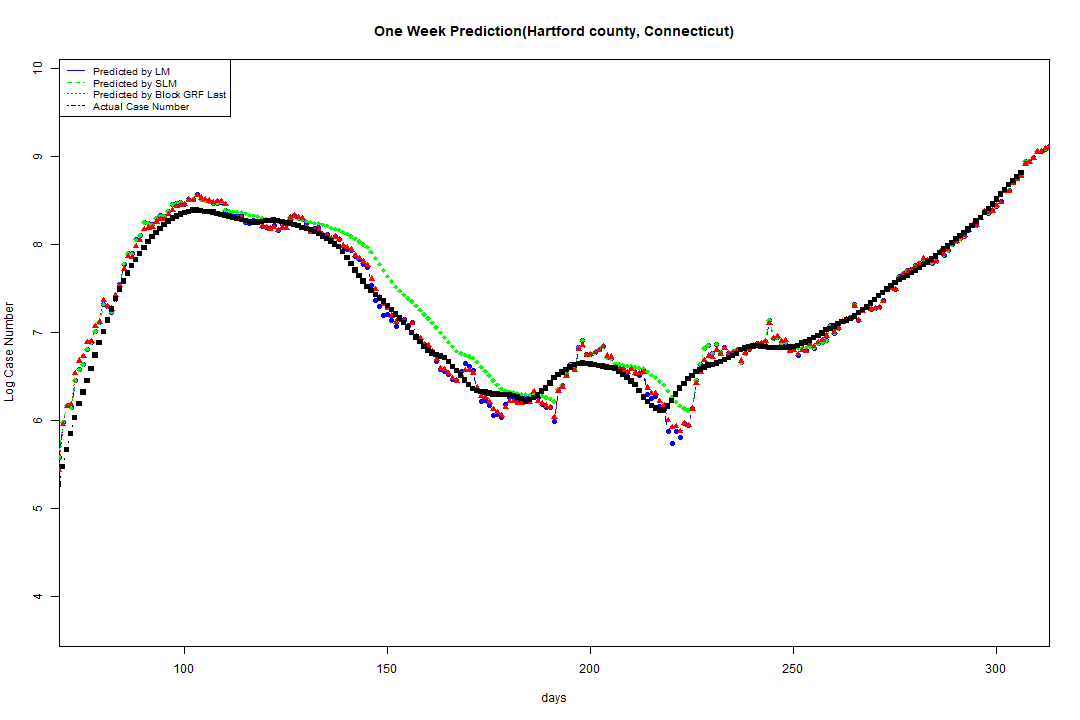 One Week Prediction(Hartford county, Connecticut)
Predicted by LM
Predicted by SLM
Predicted by Block GRF Last
Actual Case Number
10
9
8
7
6
5
4
Log Case Number
100 150 200 250 300
days